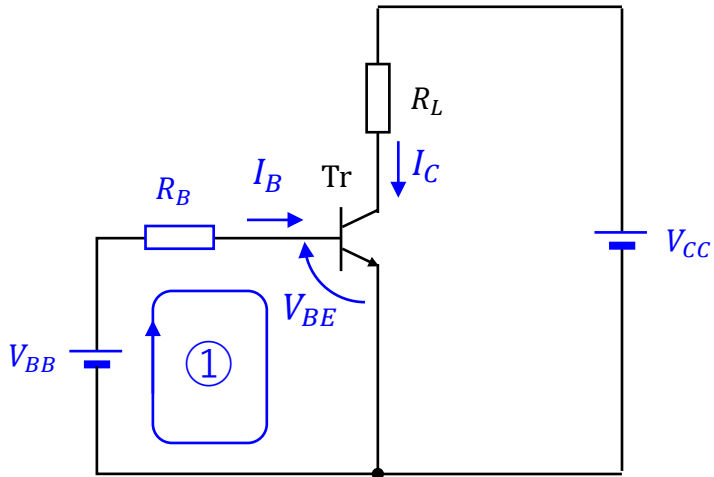 R_L
I_C
Tr
I_B
R_B
V_CC
V_BE
V_BB
①